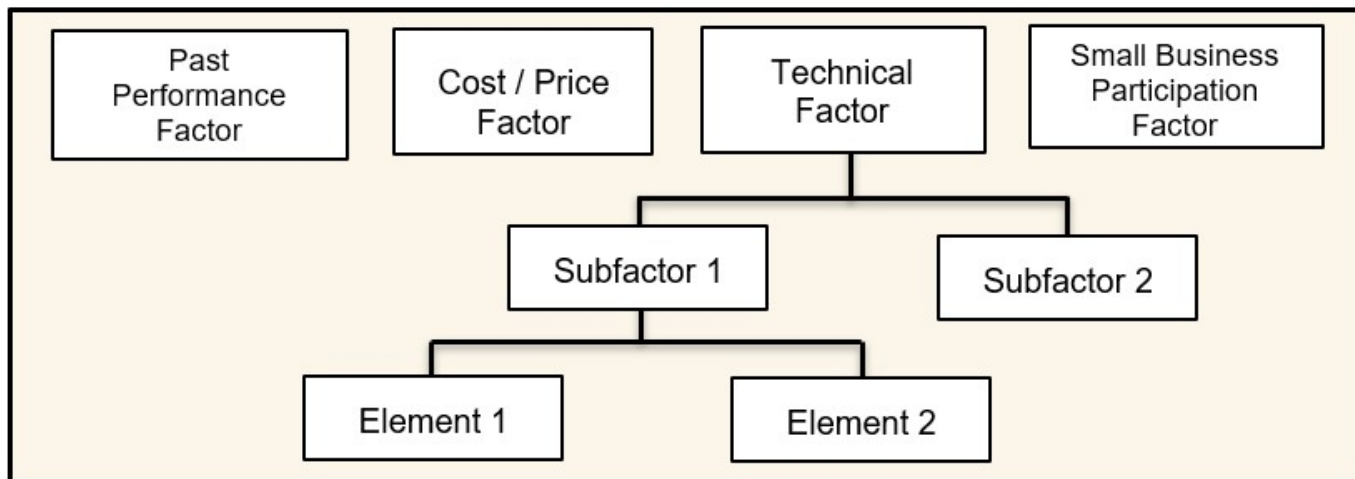 Past
Performance
Factor
Cost / Price
Factor
Technical
Factor
Small Business
Participation
Factor
Subfactor 1
Subfactor 2
Element 1
Element 2